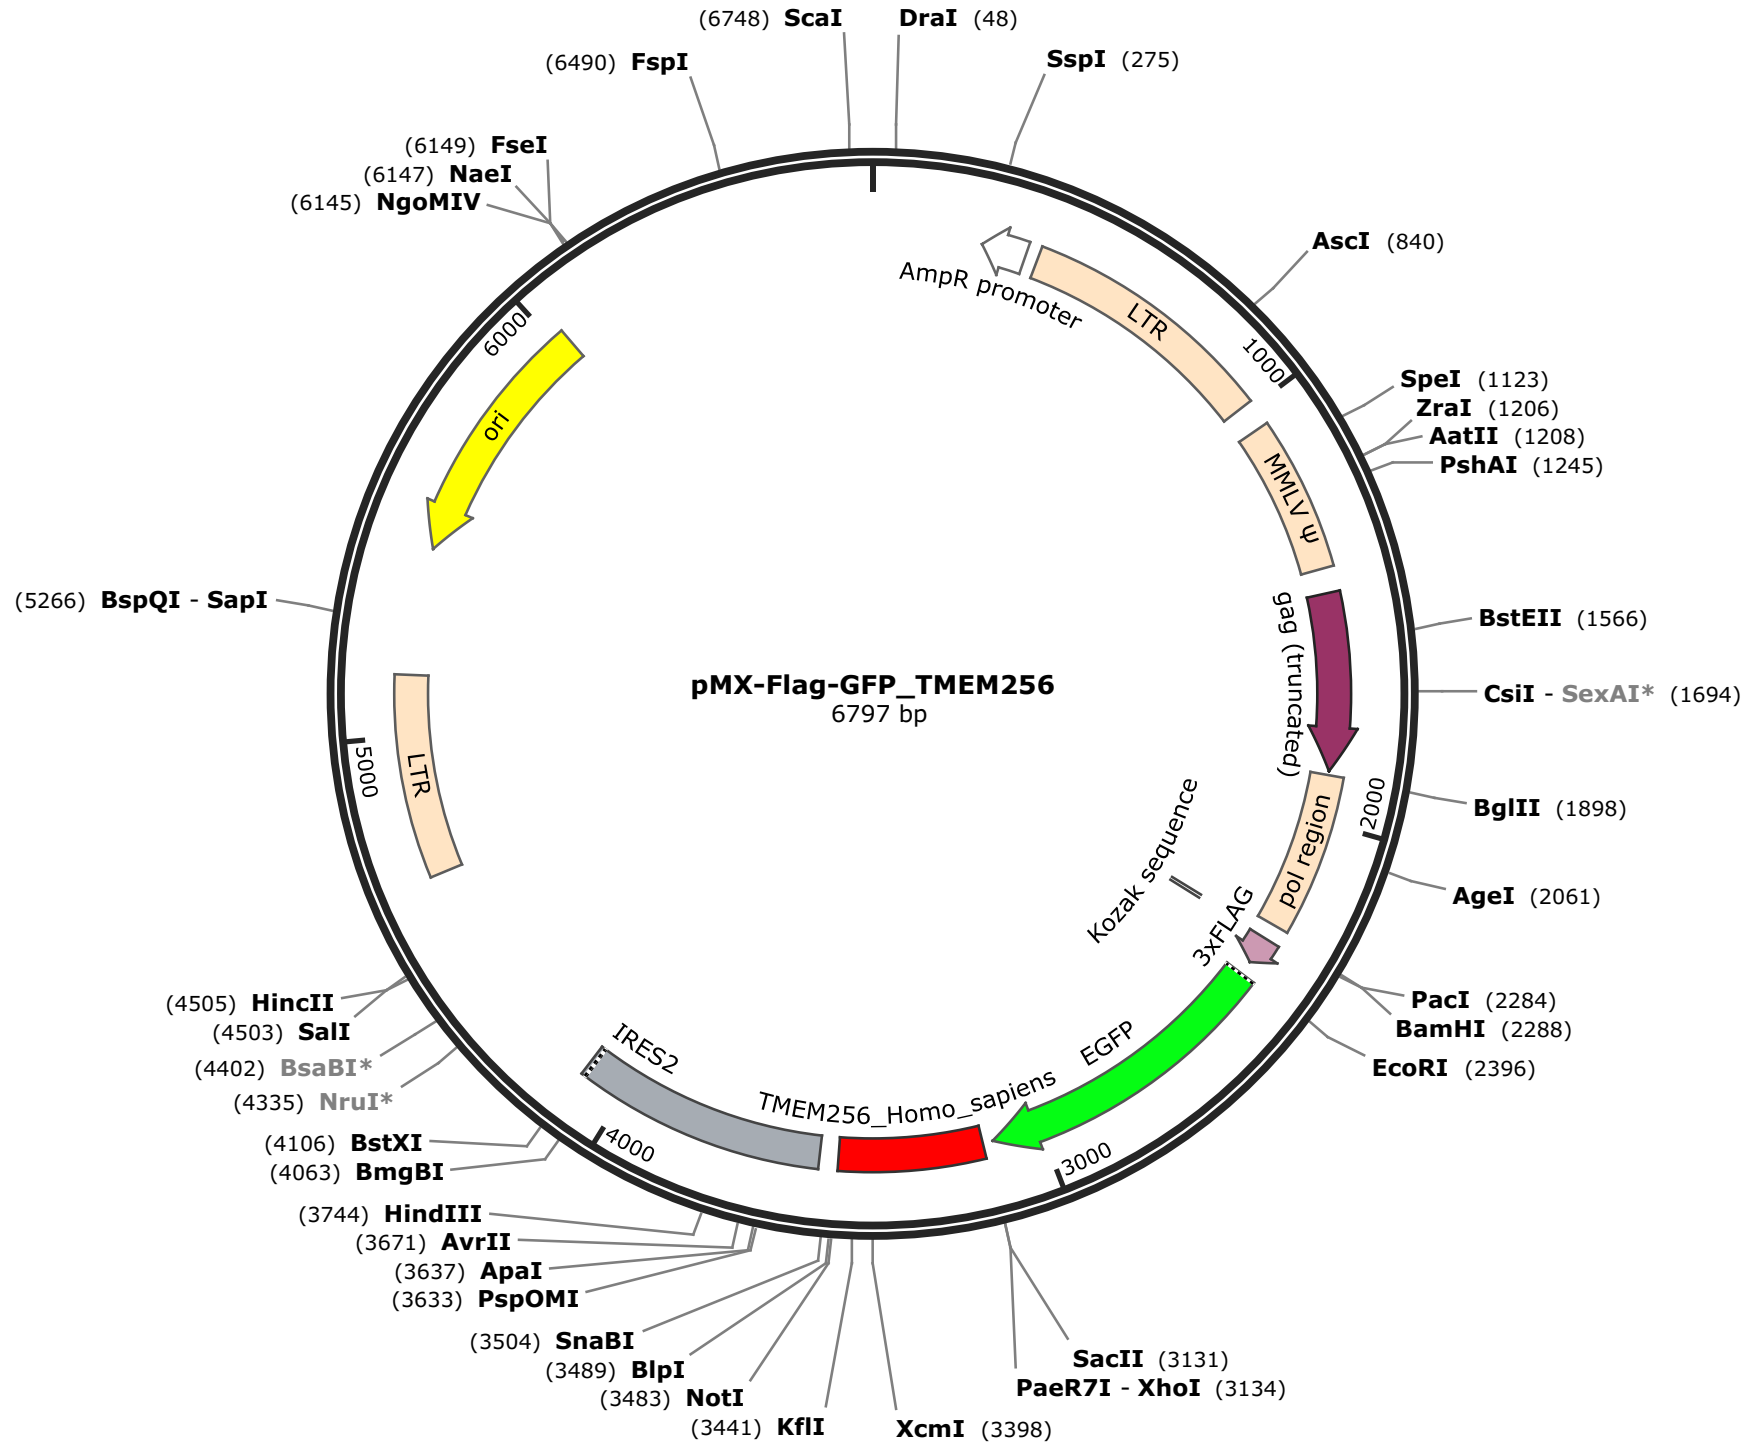 (6748) ScaI
DraI (48)
(6490) FspI
SspI (275)
(6149) FseI
(6147) NaeI
(6145) NgoMIV
AscI (840)
AmpR promoter
LTR
6000
1000
SpeI (1123)
ZraI (1206)
AatII (1208)
PshAI (1245)
ori
MMLV Ψ
(5266) BspQI - SapI
gag (truncated)
BstEII (1566)
pMX-Flag-GFP_TMEM256
6797 bp
CsiI - SexAI* (1694)
LTR
5000
2000
BglII (1898)
pol region
Kozak sequence
AgeI (2061)
3xFLAG
(4505) HincII
(4503) SalI
(4402) BsaBI*
(4335) NruI*
PacI (2284)
BamHI (2288)
EcoRI (2396)
IRES2
EGFP
TMEM256_Homo_sapiens
(4106) BstXI
(4063) BmgBI
4000
3000
(3744) HindIII
(3671) AvrII
(3637) ApaI
(3633) PspOMI
(3504) SnaBI
(3489) BlpI
(3483) NotI
(3441) KflI
SacII (3131)
PaeR7I - XhoI (3134)
XcmI (3398)